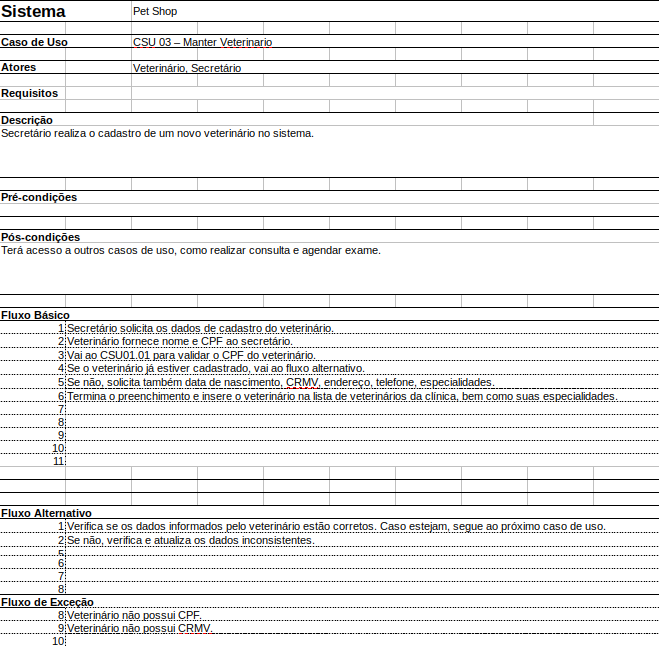 Sistema Pet Shop
Caso de Uso CSU 03 – Manter Veterinario
Atores Veterinário, Secretário
Requisitos
Descrição
Secretário realiza o cadastro de um novo veterinário no sistema.
Pré-condições
Pós-condições
Terá acesso a outros casos de uso, como realizar consulta e agendar exame.
Fluxo Básico
1 Secretário solicita os dados de cadastro do veterinário.
2 Veterinário fornece nome e CPF ao secretário.
3 Vai ao CSU01.01 para validar o CPF do veterinário.
4 Se o veterinário já estiver cadastrado, vai ao fluxo alternativo.
5 Se não, solicita também data de nascimento, CRMV, endereço, telefone, especialidades.
6 Termina o preenchimento e insere o veterinário na lista de veterinários da clínica, bem como suas especialidades.
7
8
9
10
11
Fluxo Alternativo
1 Verifica se os dados informados pelo veterinário estão corretos. Caso estejam, segue ao próximo caso de uso.
2 Se não, verifica e atualiza os dados inconsistentes.
5
6
7
8
Fluxo de Exceção
8 Veterinário não possui CPF.
9 Veterinário não possui CRMV.
10